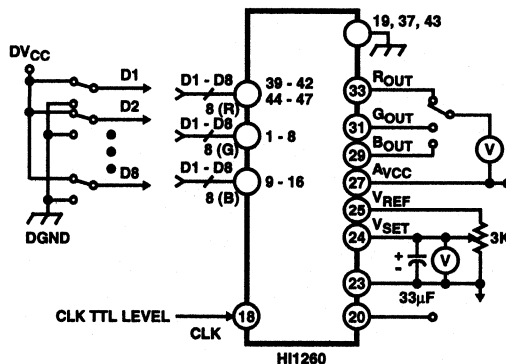 19, 37, 43
DVCC
D1
D2
D8
DGND
D1 - D8
8 (R)
39 - 42
44 - 47
D1 - D8
8 (G)
1 - 8
D1 - D8
8 (B)
9 - 16
33
ROUT
31
GOUT
29
BOUT
27
AVCC
25
VREF
24
VSET
V
V
3K
+
-
33μF
23
20
CLK TTL LEVEL
CLK
18
HI1260